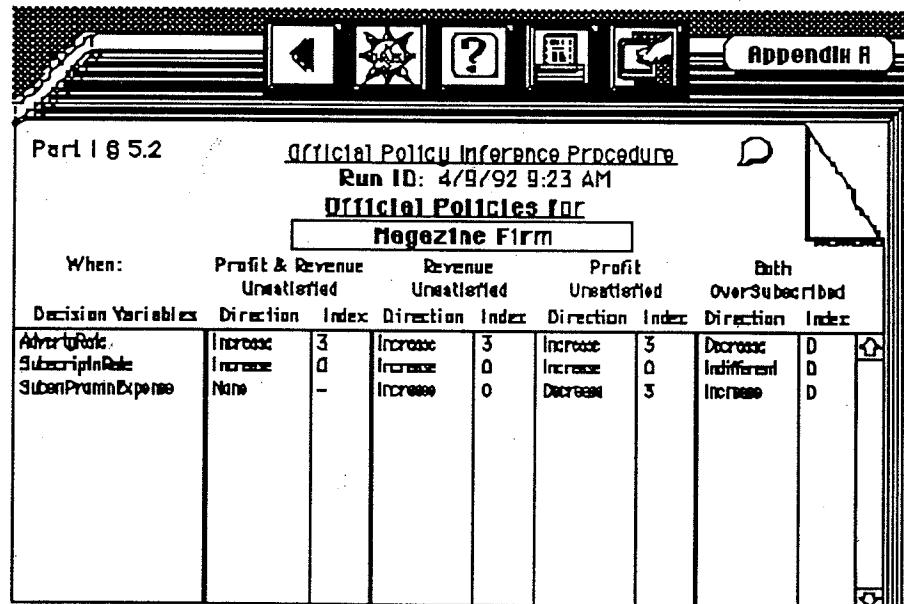 Appendix A
Part I § 5.2
Official Policy Inference Procedure
Run ID: 4/9/92 9:23 AM
Official Policies for
Magazine Firm
When: Profit & Revenue Revenue Profit Both
Unsatisfied Unsatisfied Unsatisfied OverSubscribed
Decision Variables Direction Index Direction Index Direction Index Direction Index
AdvertgRate Increase 3 Increase 3 Increase 3 Decrease 0
SubscriptnRate Increase 0 Increase 0 Increase 0 Indifferent 0
SubsnPromnExpense None – Increase 0 Decrease 3 Increase 0